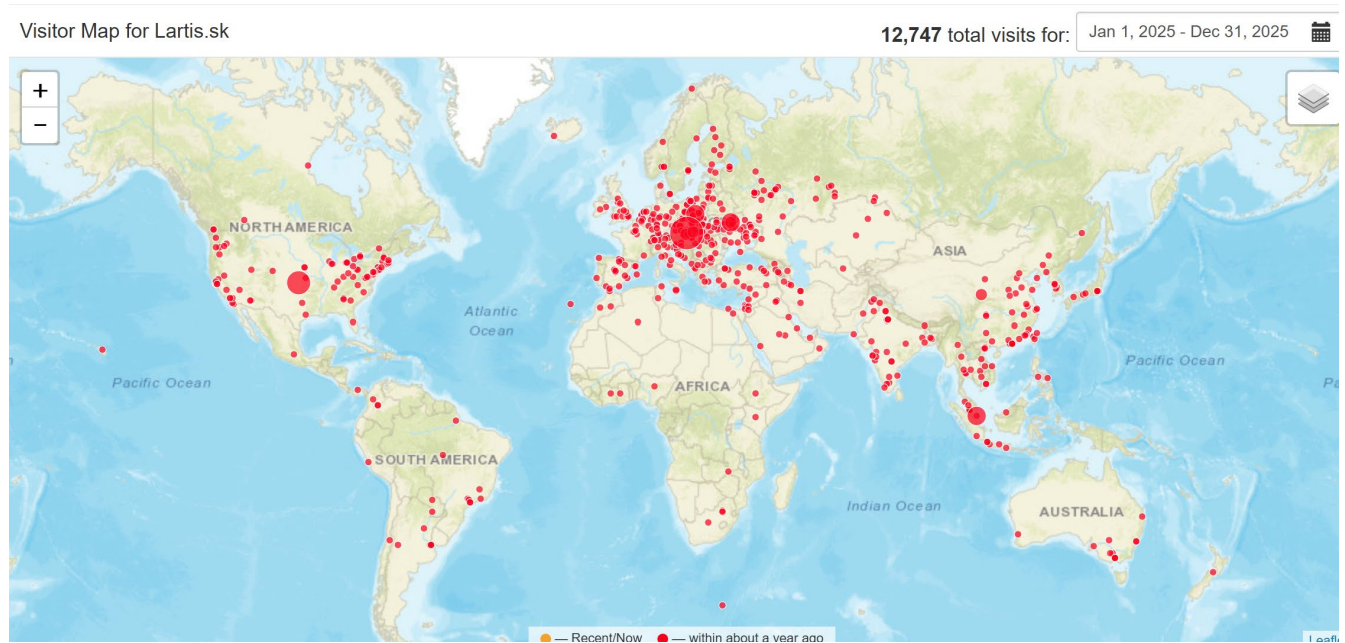 Visitor Map for Lartis.sk
12,747 total visits for: Jan 1, 2025 - Dec 31, 2025
+
−
NORTH AMERICA
ASIA
Atlantic
Ocean
Pacific Ocean
Pacific Ocean
AFRICA
SOUTH AMERICA
Indian Ocean
AUSTRALIA
— Recent/Now — within about a year ago